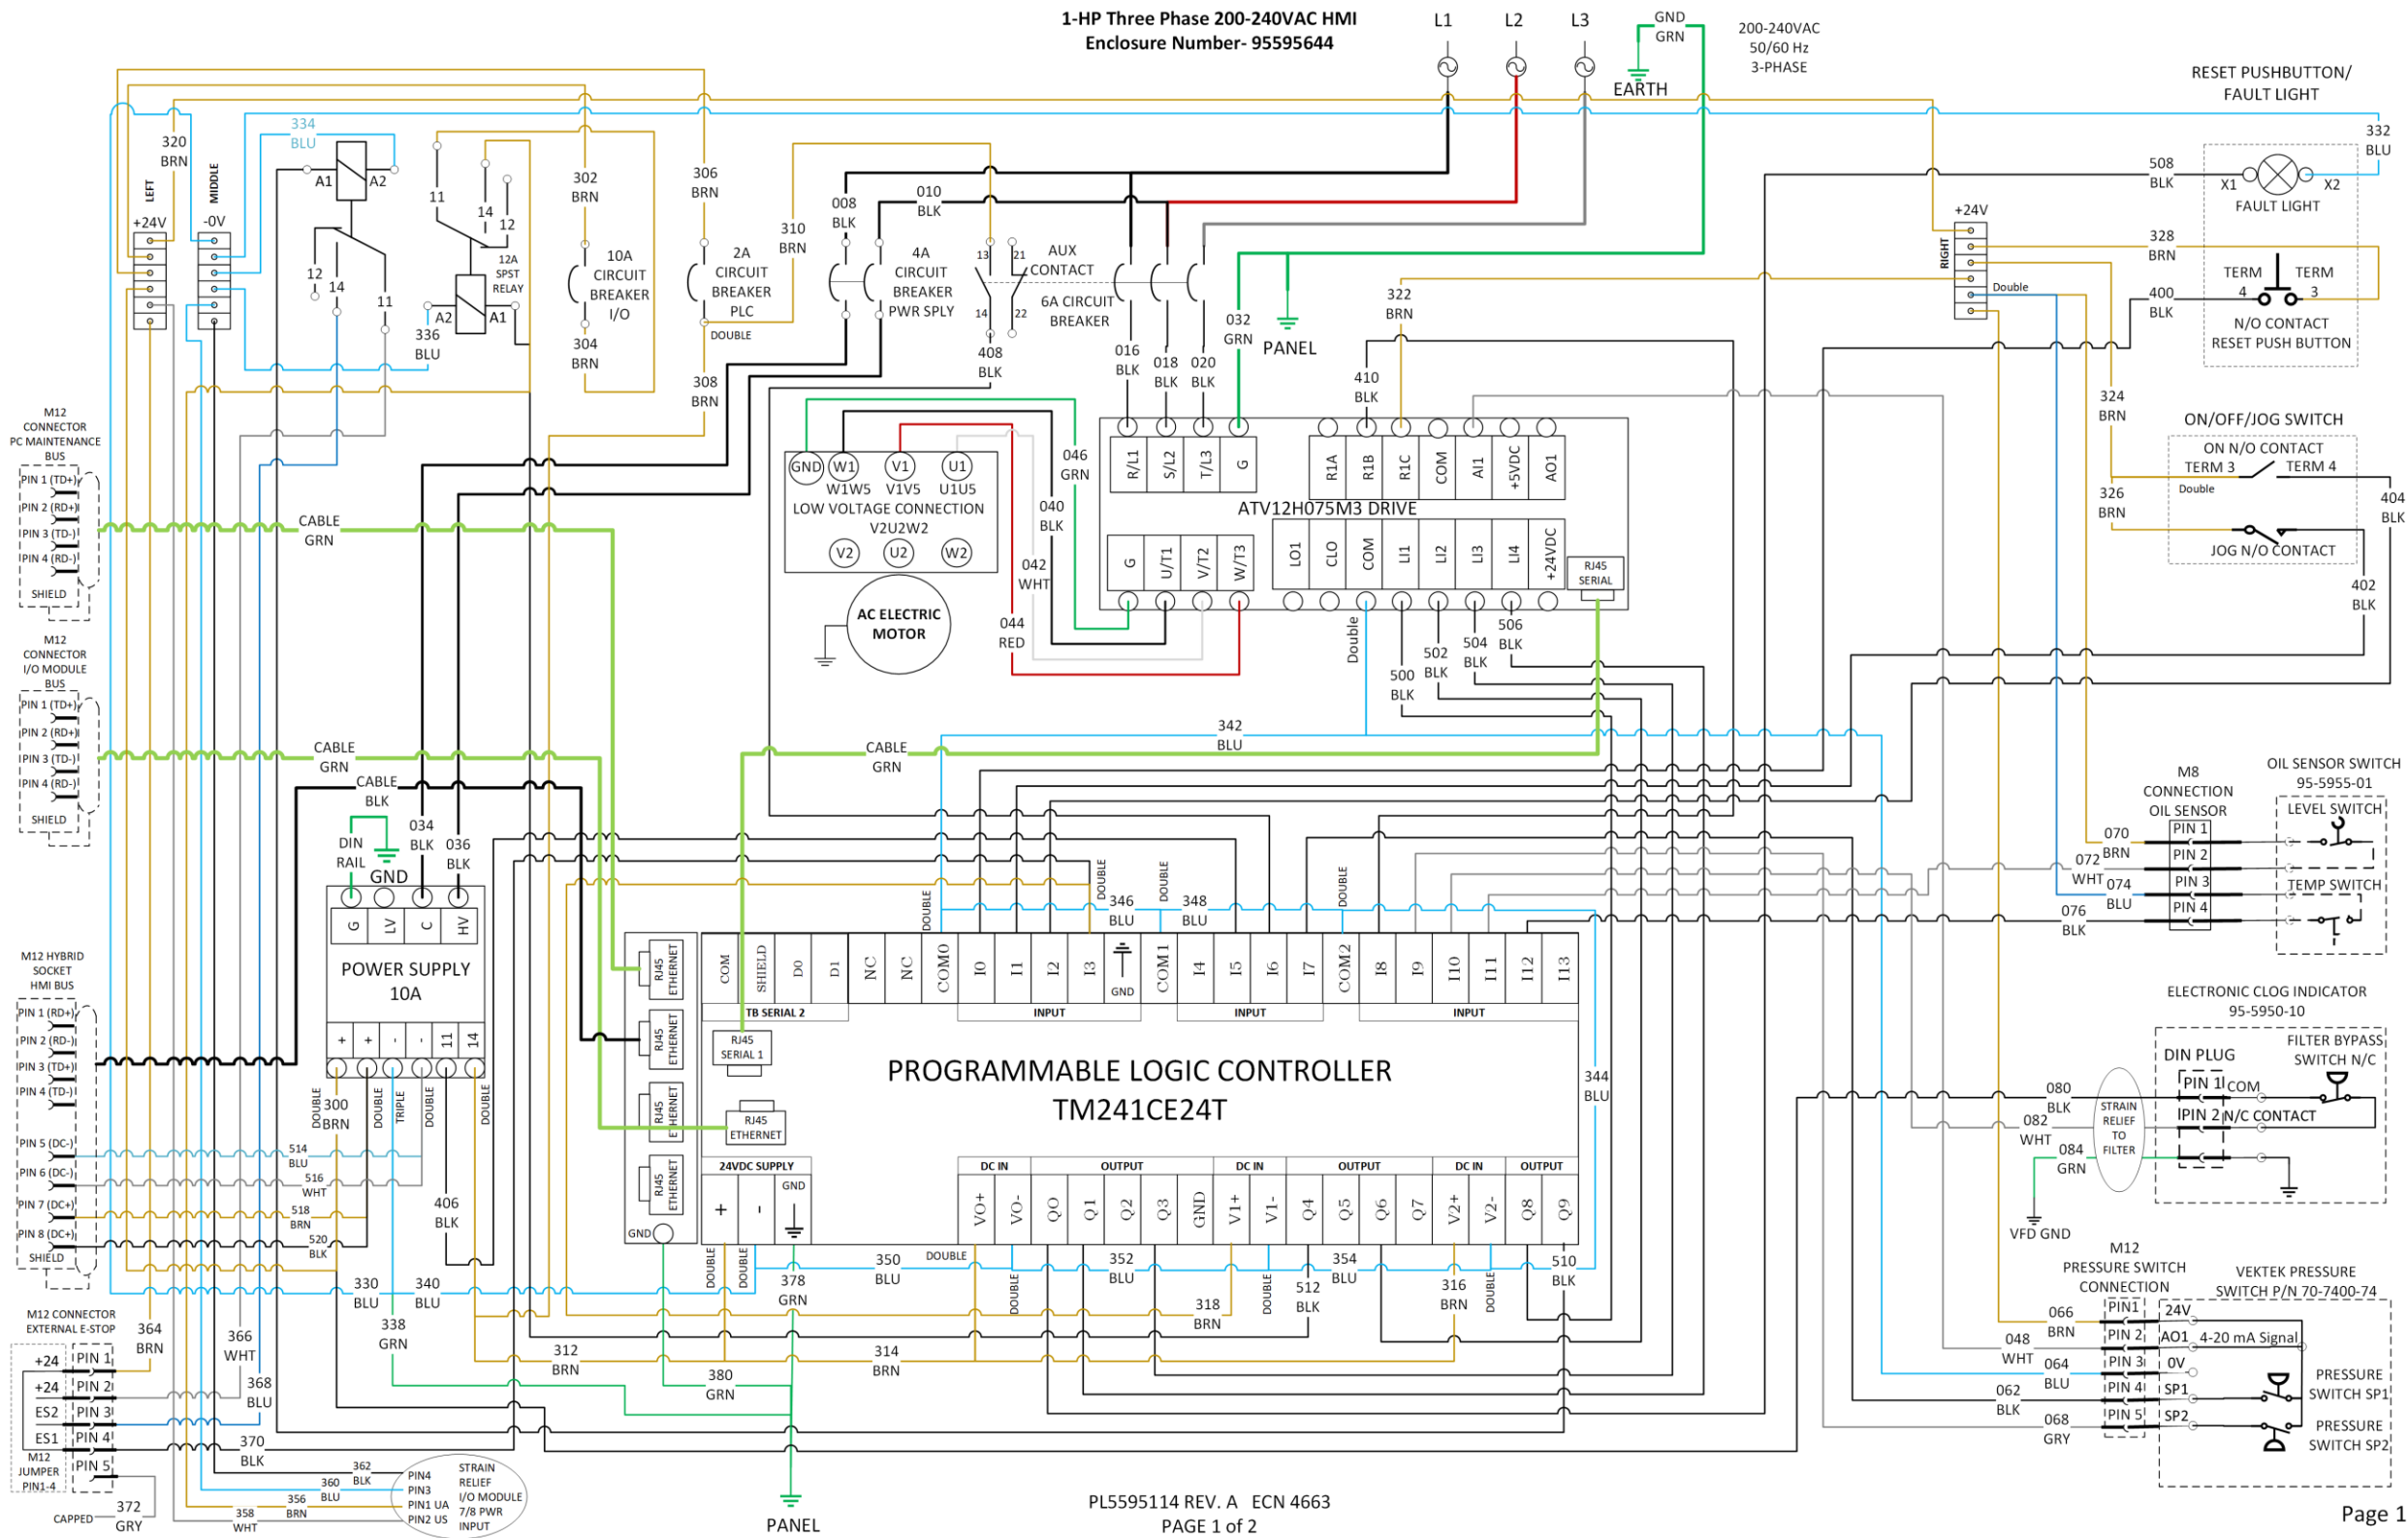 1-HP Three Phase 200-240VAC HMI
Enclosure Number- 95595644
L1
L2
L3
GND
GRN
EARTH
200-240VAC
50/60 Hz
3-PHASE
RESET PUSHBUTTON/
FAULT LIGHT
332
BLU
508
BLK
X1
X2
FAULT LIGHT
328
BRN
TERM
4
TERM
3
400
BLK
N/O CONTACT
RESET PUSH BUTTON
+24V
RIGHT
Double
320
BRN
334
BLU
LEFT
MIDDLE
+24V
-0V
A1
A2
12
14
11
11
14
12
12A
SPST
RELAY
A2
A1
336
BLU
302
BRN
10A
CIRCUIT
BREAKER
I/O
304
BRN
306
BRN
2A
CIRCUIT
BREAKER
PLC
DOUBLE
308
BRN
310
BRN
008
BLK
010
BLK
4A
CIRCUIT
BREAKER
PWR SPLY
13
21
14
22
AUX
CONTACT
6A CIRCUIT
BREAKER
408
BLK
016
BLK
018
BLK
020
BLK
032
GRN
PANEL
322
BRN
410
BLK
324
BRN
326
BRN
ON/OFF/JOG SWITCH
ON N/O CONTACT
TERM 3
TERM 4
Double
JOG N/O CONTACT
404
BLK
402
BLK
M12
CONNECTOR
PC MAINTENANCE
BUS
PIN 1 (TD+)
PIN 2 (RD+)
PIN 3 (TD-)
PIN 4 (RD-)
SHIELD
CABLE
GRN
M12
CONNECTOR
I/O MODULE
BUS
PIN 1 (TD+)
PIN 2 (RD+)
PIN 3 (TD-)
PIN 4 (RD-)
SHIELD
CABLE
GRN
CABLE
BLK
GND
W1
V1
U1
W1W5
V1V5
U1U5
LOW VOLTAGE CONNECTION
V2U2W2
V2
U2
W2
AC ELECTRIC
MOTOR
046
GRN
040
BLK
042
WHT
044
RED
R/L1
S/L2
T/L3
G
R1A
R1B
R1C
COM
AI1
+5VDC
AO1
ATV12H075M3 DRIVE
G
U/T1
V/T2
W/T3
LO1
CLO
COM
LI1
LI2
LI3
LI4
+24VDC
RJ45
SERIAL
Double
500
BLK
502
BLK
504
BLK
506
BLK
342
BLU
CABLE
GRN
DIN
RAIL
GND
034
BLK
036
BLK
G
LV
C
HV
POWER SUPPLY
10A
+
+
-
-
11
14
DOUBLE
300
BRN
DOUBLE
TRIPLE
DOUBLE
DOUBLE
M12 HYBRID
SOCKET
HMI BUS
PIN 1 (RD+)
PIN 2 (RD-)
PIN 3 (TD+)
PIN 4 (TD-)
PIN 5 (DC-)
PIN 6 (DC-)
PIN 7 (DC+)
PIN 8 (DC+)
SHIELD
514
BLU
516
WHT
518
BRN
520
BLK
406
BLK
330
BLU
340
BLU
338
GRN
M12 CONNECTOR
EXTERNAL E-STOP
+24
PIN 1
+24
PIN 2
ES2
PIN 3
ES1
PIN 4
PIN 5
M12
JUMPER
PIN1-4
364
BRN
366
WHT
368
BLU
370
BLK
CAPPED
372
GRY
362
BLK
360
BLU
356
BRN
358
WHT
PIN4
PIN3
PIN1 UA
PIN2 US
STRAIN
RELIEF
I/O MODULE
7/8 PWR
INPUT
DOUBLE
DOUBLE
346
BLU
DOUBLE
348
BLU
DOUBLE
RJ45
ETHERNET
RJ45
ETHERNET
RJ45
ETHERNET
RJ45
ETHERNET
GND
COM
SHIELD
D0
D1
NC
NC
COM0
I0
I1
I2
I3
GND
COM1
I4
I5
I6
I7
COM2
I8
I9
I10
I11
I12
I13
TB SERIAL 2
INPUT
INPUT
INPUT
RJ45
SERIAL 1
PROGRAMMABLE LOGIC CONTROLLER
TM241CE24T
RJ45
ETHERNET
24VDC SUPPLY
+
-
GND
DC IN
OUTPUT
DC IN
OUTPUT
DC IN
OUTPUT
VO+
VO-
QO
Q1
Q2
Q3
GND
V1+
V1-
Q4
Q5
Q6
Q7
V2+
V2-
Q8
Q9
DOUBLE
DOUBLE
378
GRN
350
BLU
DOUBLE
DOUBLE
352
BLU
318
BRN
DOUBLE
512
BLK
354
BLU
316
BRN
DOUBLE
510
BLK
344
BLU
312
BRN
314
BRN
380
GRN
PANEL
M8
CONNECTION
OIL SENSOR
OIL SENSOR SWITCH
95-5955-01
LEVEL SWITCH
TEMP SWITCH
PIN 1
PIN 2
PIN 3
PIN 4
070
BRN
072
WHT
074
BLU
076
BLK
ELECTRONIC CLOG INDICATOR
95-5950-10
FILTER BYPASS
SWITCH N/C
DIN PLUG
PIN 1
COM
PIN 2
N/C CONTACT
080
BLK
082
WHT
084
GRN
STRAIN
RELIEF
TO
FILTER
VFD GND
M12
PRESSURE SWITCH
CONNECTION
VEKTEK PRESSURE
SWITCH P/N 70-7400-74
PIN1
24V
PIN 2
AO1
4-20 mA Signal
PIN 3
0V
PIN 4
SP1
PIN 5
SP2
066
BRN
048
WHT
064
BLU
062
BLK
068
GRY
PRESSURE
SWITCH SP1
PRESSURE
SWITCH SP2
PL5595114 REV. A ECN 4663
PAGE 1 of 2
Page 1